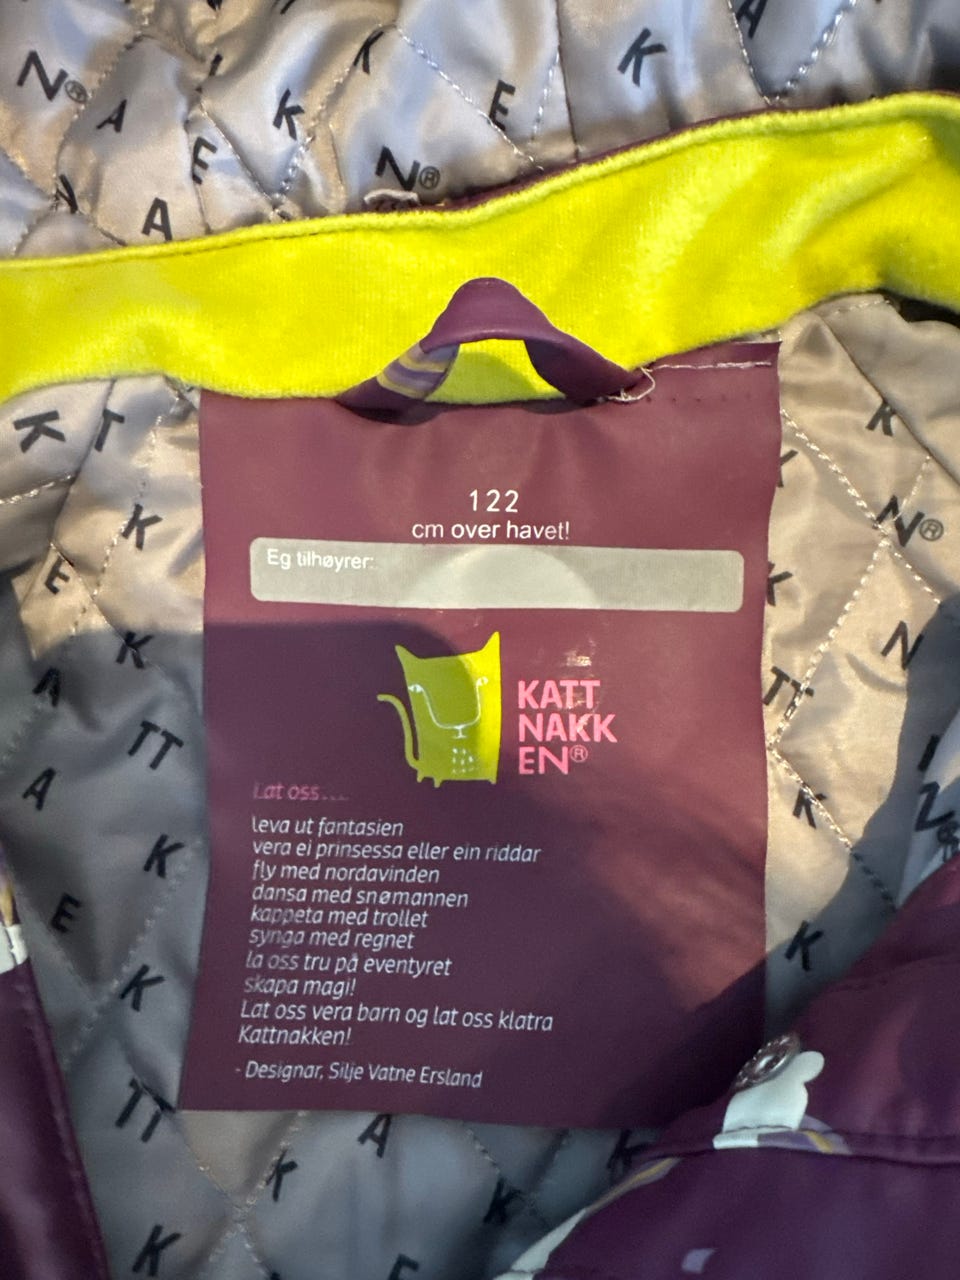 122
cm over havet!
Eg tilhøyrer:
KATT
NAKK
EN®
Lat oss....
leva ut fantasien
vera ei prinsessa eller ein riddar
fly med nordavinden
dansa med snømannen
kappeta med trollet
synga med regnet
la oss tru på eventyret
skapa magi!
Lat oss vera barn og lat oss klatra
Kattnakken!
- Designar, Silje Vatne Ersland